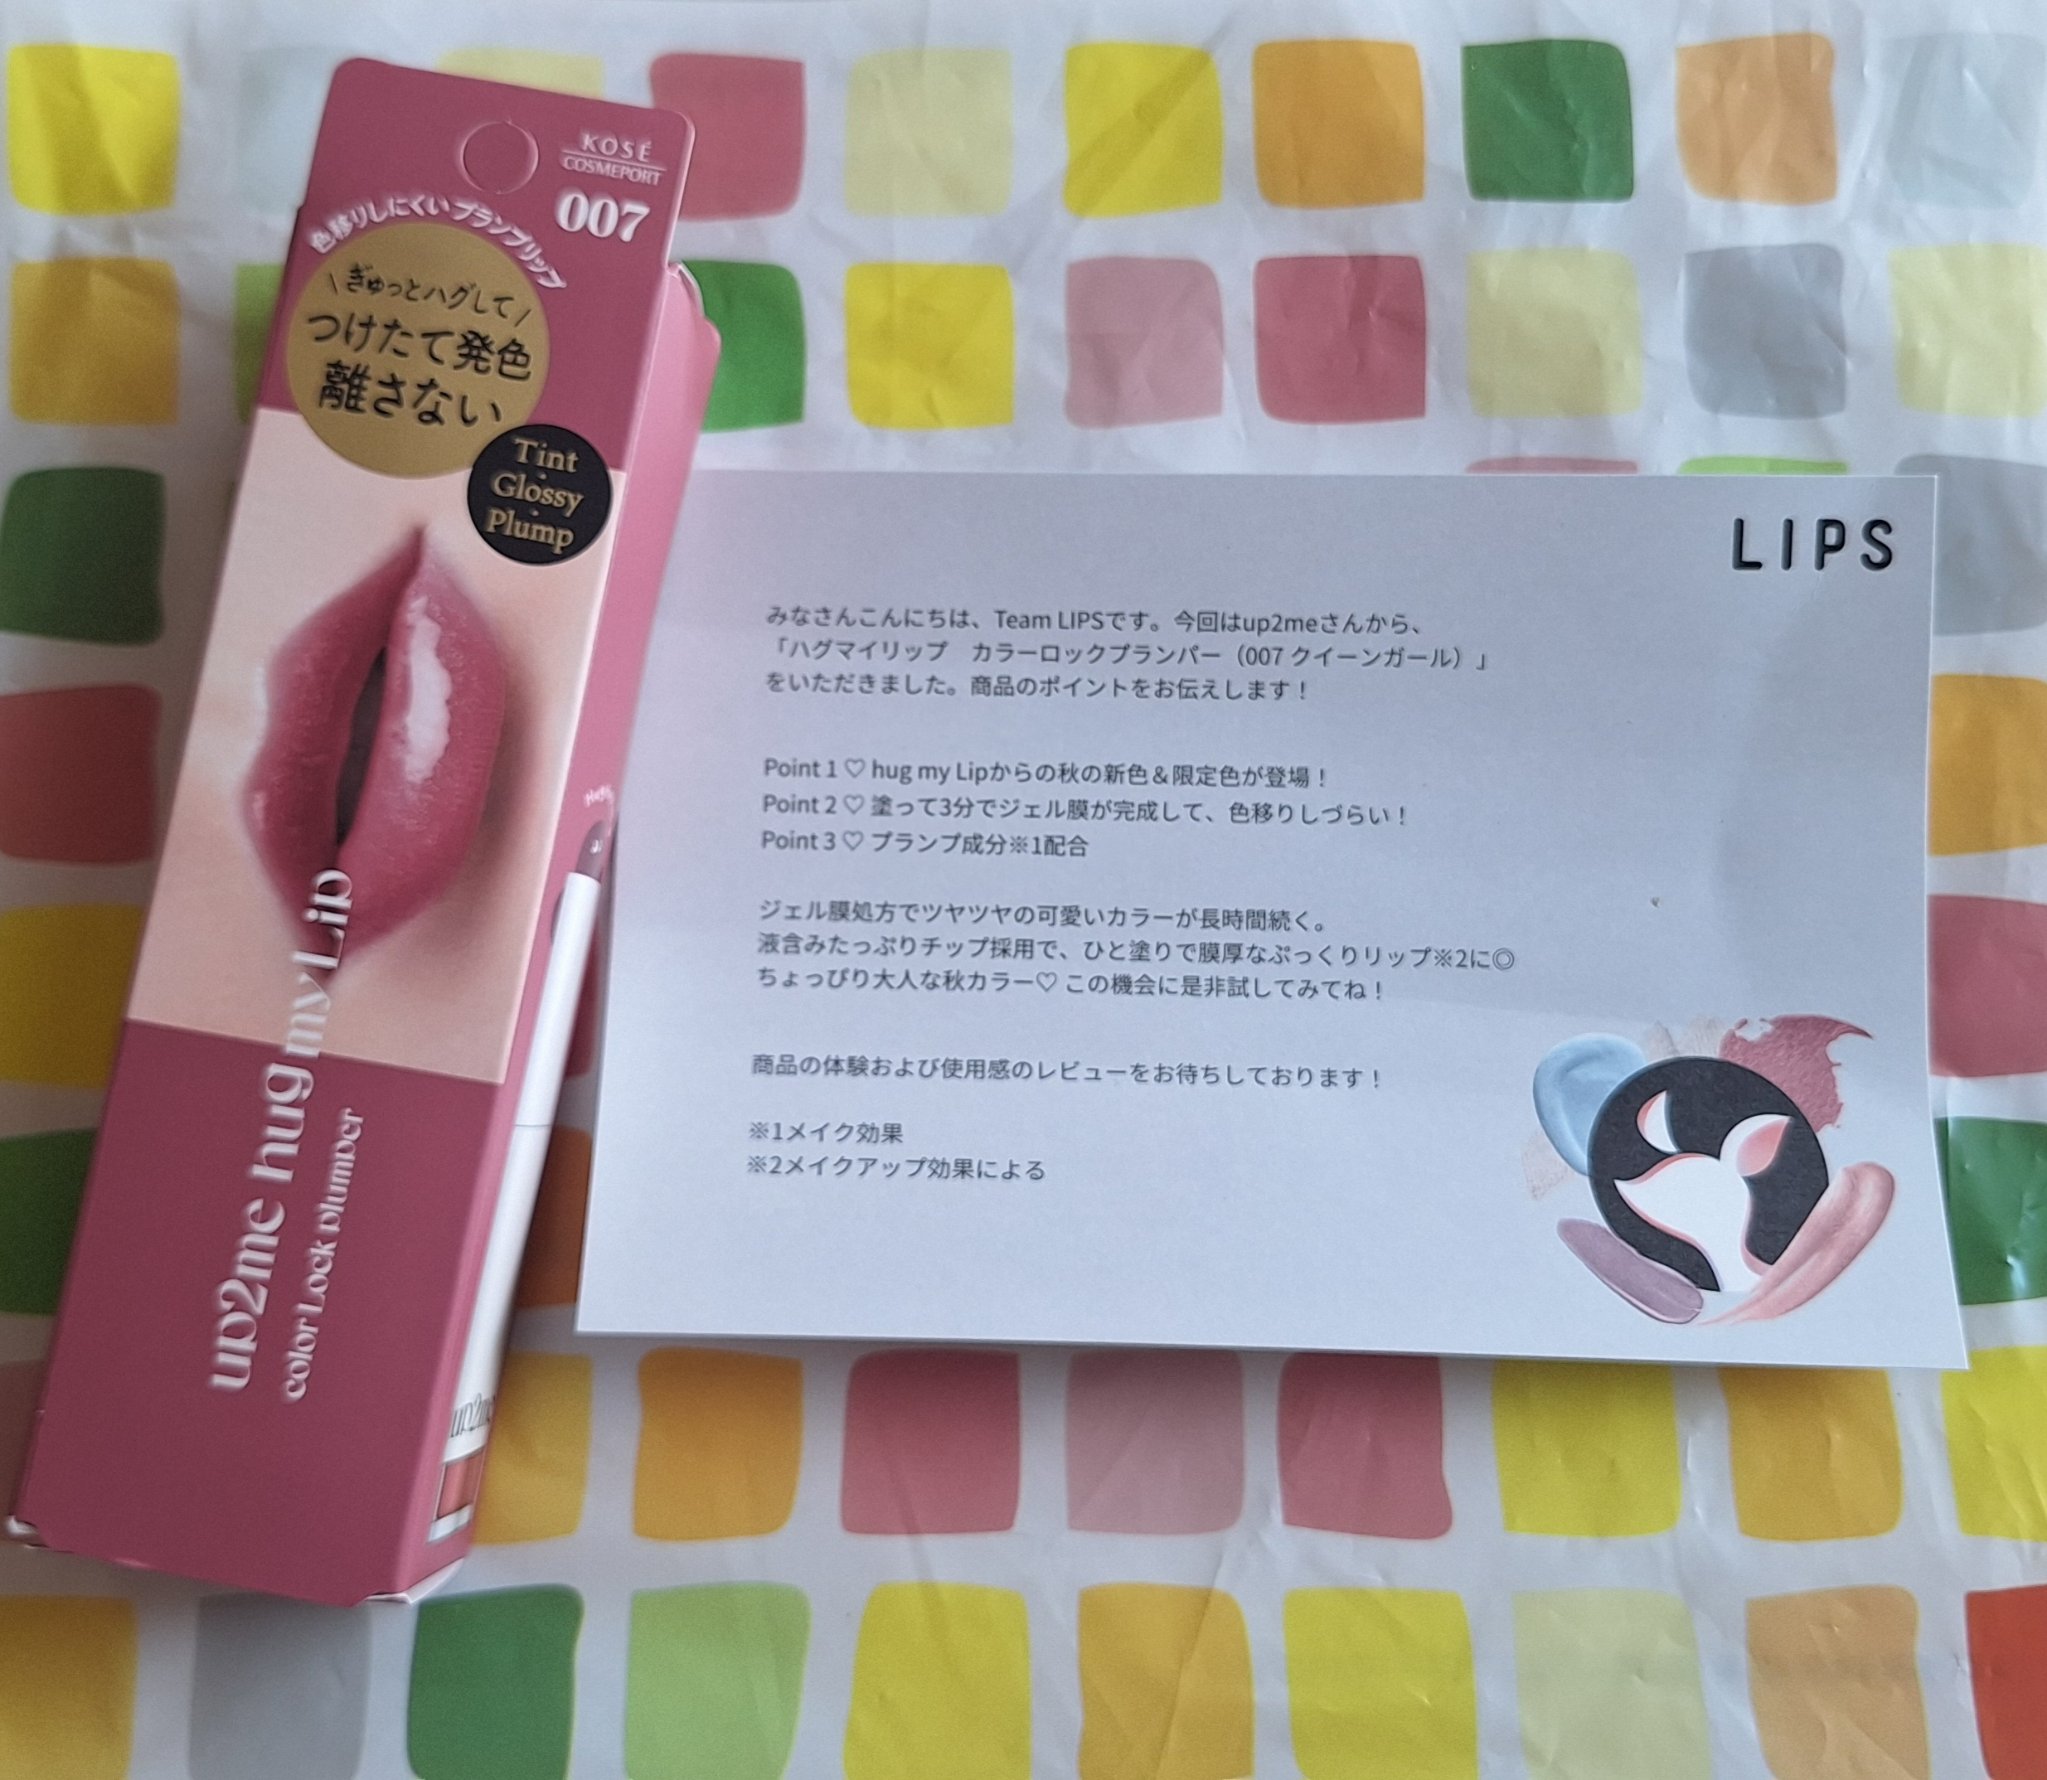 KOSÉ
COSMEPORT
007
色移りしにくいプランプリップ
\ ぎゅっとハグして /
つけたて発色
離さない
Tint
Glossy
Plump
up2me hug my Lip
color Lock plumper
up2me
LIPS
みなさんこんにちは、Team LIPSです。今回はup2meさんから、
「ハグマイリップ　カラーロックプランパー（007 クイーンガール）」
をいただきました。商品のポイントをお伝えします！
Point 1 ♡ hug my Lipからの秋の新色＆限定色が登場！
Point 2 ♡ 塗って3分でジェル膜が完成して、色移りしづらい！
Point 3 ♡ プランプ成分※1配合
ジェル膜処方でツヤツヤの可愛いカラーが長時間続く。
液含みたっぷりチップ採用で、ひと塗りで膜厚なぷっくりリップ※2に◎
ちょっぴり大人な秋カラー♡ この機会に是非試してみてね！
商品の体験および使用感のレビューをお待ちしております！
※1メイク効果
※2メイクアップ効果による